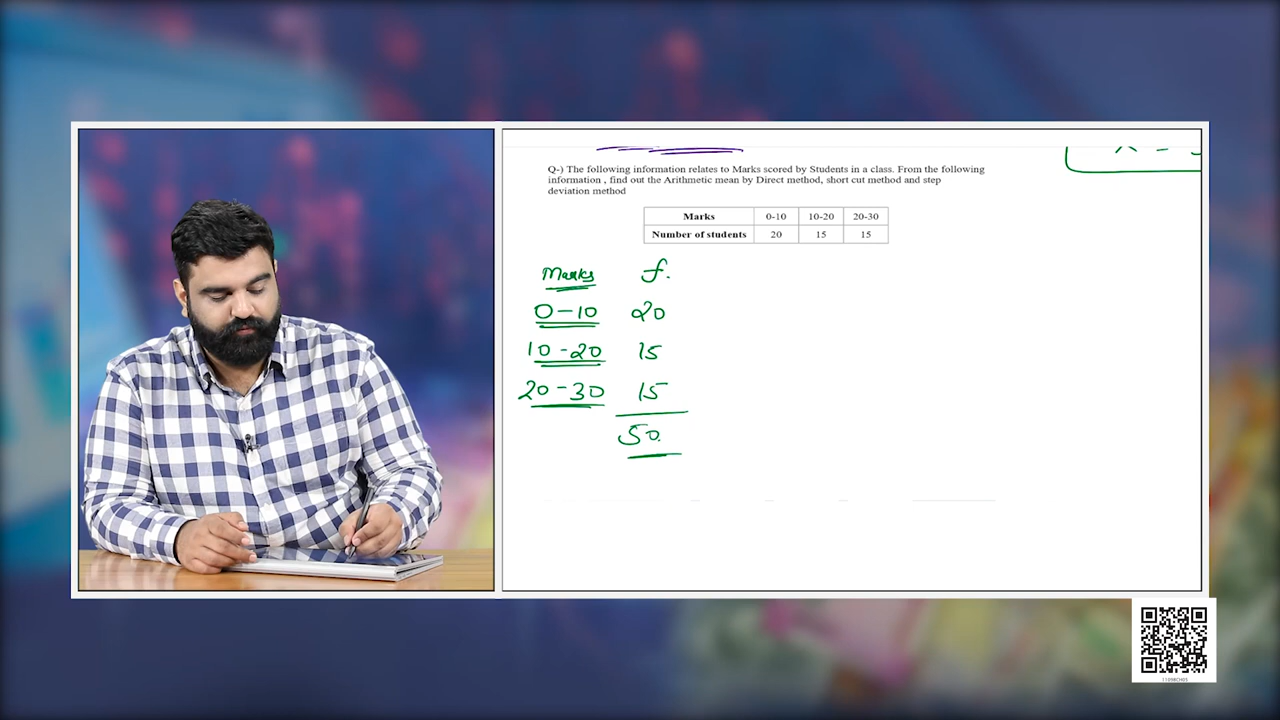 Q-) The following information relates to Marks scored by Students in a class. From the following
information , find out the Arithmetic mean by Direct method, short cut method and step
deviation method
Marks 0-10 10-20 20-30
Number of students 20 15 15
Marks f.
0-10 20
10-20 15
20-30 15
50.